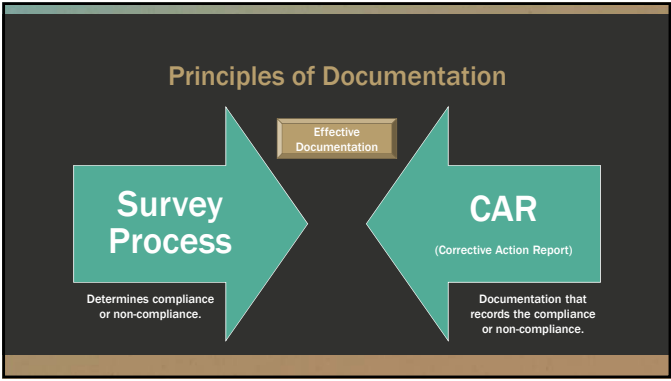 Principles of Documentation
Effective
Documentation
Survey
Process
CAR
(Corrective Action Report)
Determines compliance
or non-compliance.
Documentation that
records the compliance
or non-compliance.